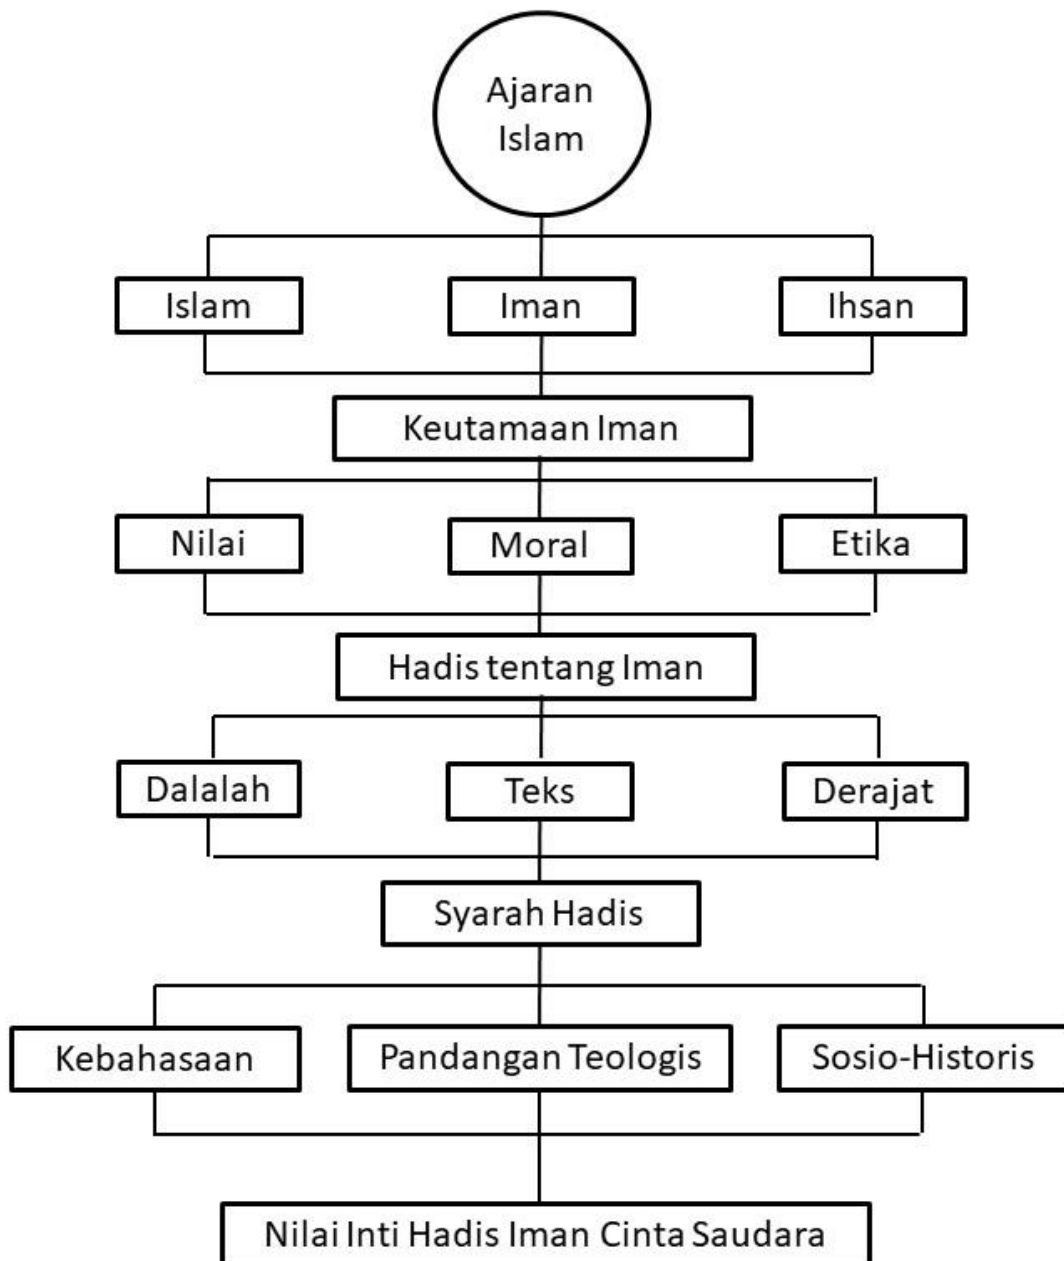 Ajaran
Islam
Islam
Iman
Ihsan
Keutamaan Iman
Nilai
Moral
Etika
Hadis tentang Iman
Dalalah
Teks
Derajat
Syarah Hadis
Kebahasaan
Pandangan Teologis
Sosio-Historis
Nilai Inti Hadis Iman Cinta Saudara